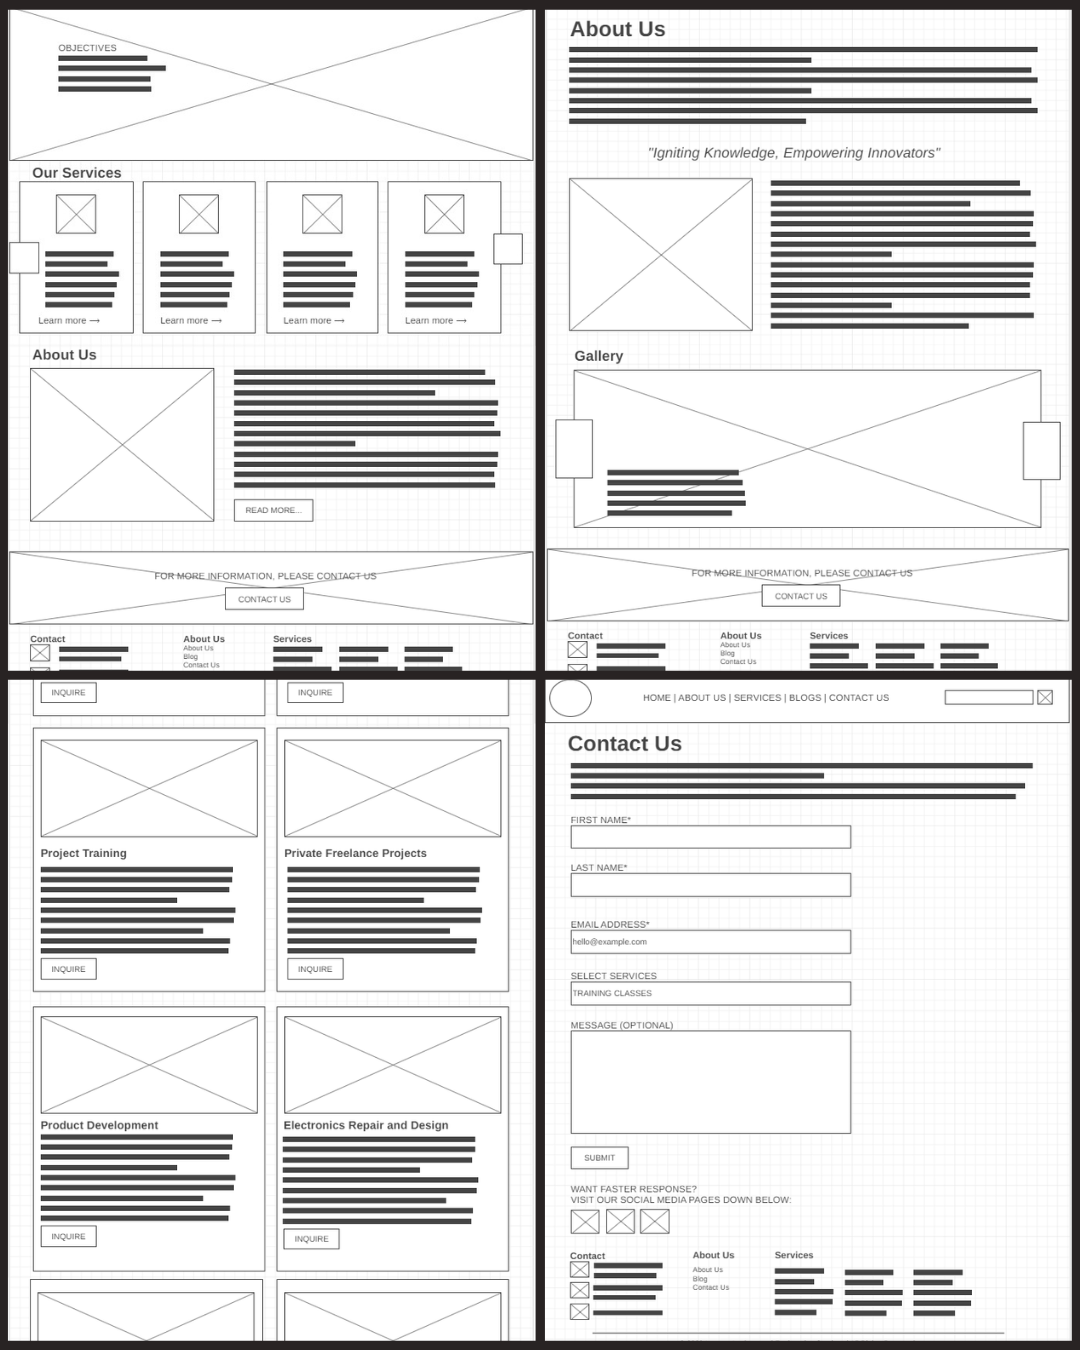 OBJECTIVES
Our Services
Learn more →
Learn more →
Learn more →
Learn more →
About Us
READ MORE...
FOR MORE INFORMATION, PLEASE CONTACT US
CONTACT US
Contact
About Us
About Us
Blog
Contact Us
Services
About Us
"Igniting Knowledge, Empowering Innovators"
Gallery
FOR MORE INFORMATION, PLEASE CONTACT US
CONTACT US
Contact
About Us
About Us
Blog
Contact Us
Services
INQUIRE
INQUIRE
Project Training
INQUIRE
Private Freelance Projects
INQUIRE
Product Development
INQUIRE
Electronics Repair and Design
INQUIRE
HOME | ABOUT US | SERVICES | BLOGS | CONTACT US
Contact Us
FIRST NAME*
LAST NAME*
EMAIL ADDRESS*
hello@example.com
SELECT SERVICES
TRAINING CLASSES
MESSAGE (OPTIONAL)
SUBMIT
WANT FASTER RESPONSE?
VISIT OUR SOCIAL MEDIA PAGES DOWN BELOW:
Contact
About Us
About Us
Blog
Contact Us
Services